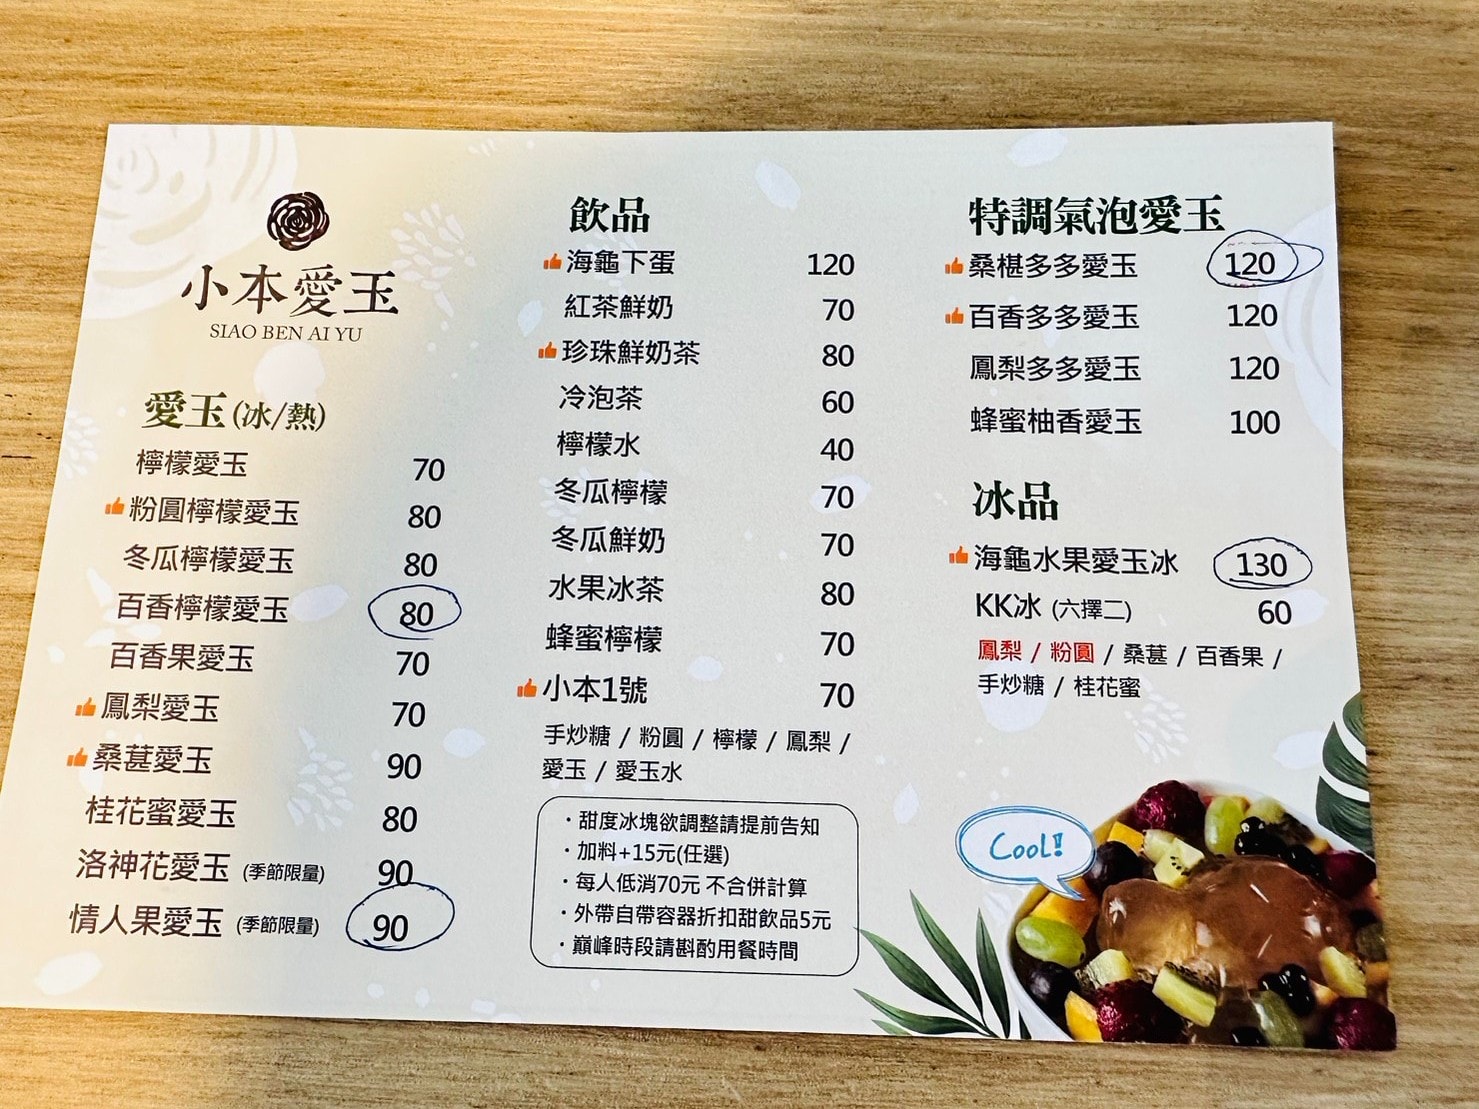 小本愛玉
SIAO BEN AI YU
愛玉(冰/熱)
檸檬愛玉 70
粉圓檸檬愛玉 80
冬瓜檸檬愛玉 80
百香檸檬愛玉 80
百香果愛玉 70
鳳梨愛玉 70
桑葚愛玉 90
桂花蜜愛玉 80
洛神花愛玉 (季節限量) 90
情人果愛玉 (季節限量) 90
飲品
海龜下蛋 120
紅茶鮮奶 70
珍珠鮮奶茶 80
冷泡茶 60
檸檬水 40
冬瓜檸檬 70
冬瓜鮮奶 70
水果冰茶 80
蜂蜜檸檬 70
小本1號 70
手炒糖 / 粉圓 / 檸檬 / 鳳梨 /
愛玉 / 愛玉水
・甜度冰塊欲調整請提前告知
・加料+15元(任選)
・每人低消70元 不合併計算
・外帶自帶容器折扣甜飲品5元
・巔峰時段請斟酌用餐時間
特調氣泡愛玉
桑椹多多愛玉 120
百香多多愛玉 120
鳳梨多多愛玉 120
蜂蜜柚香愛玉 100
冰品
海龜水果愛玉冰 130
KK冰 (六擇二) 60
鳳梨 / 粉圓 / 桑葚 / 百香果 /
手炒糖 / 桂花蜜
Cool!